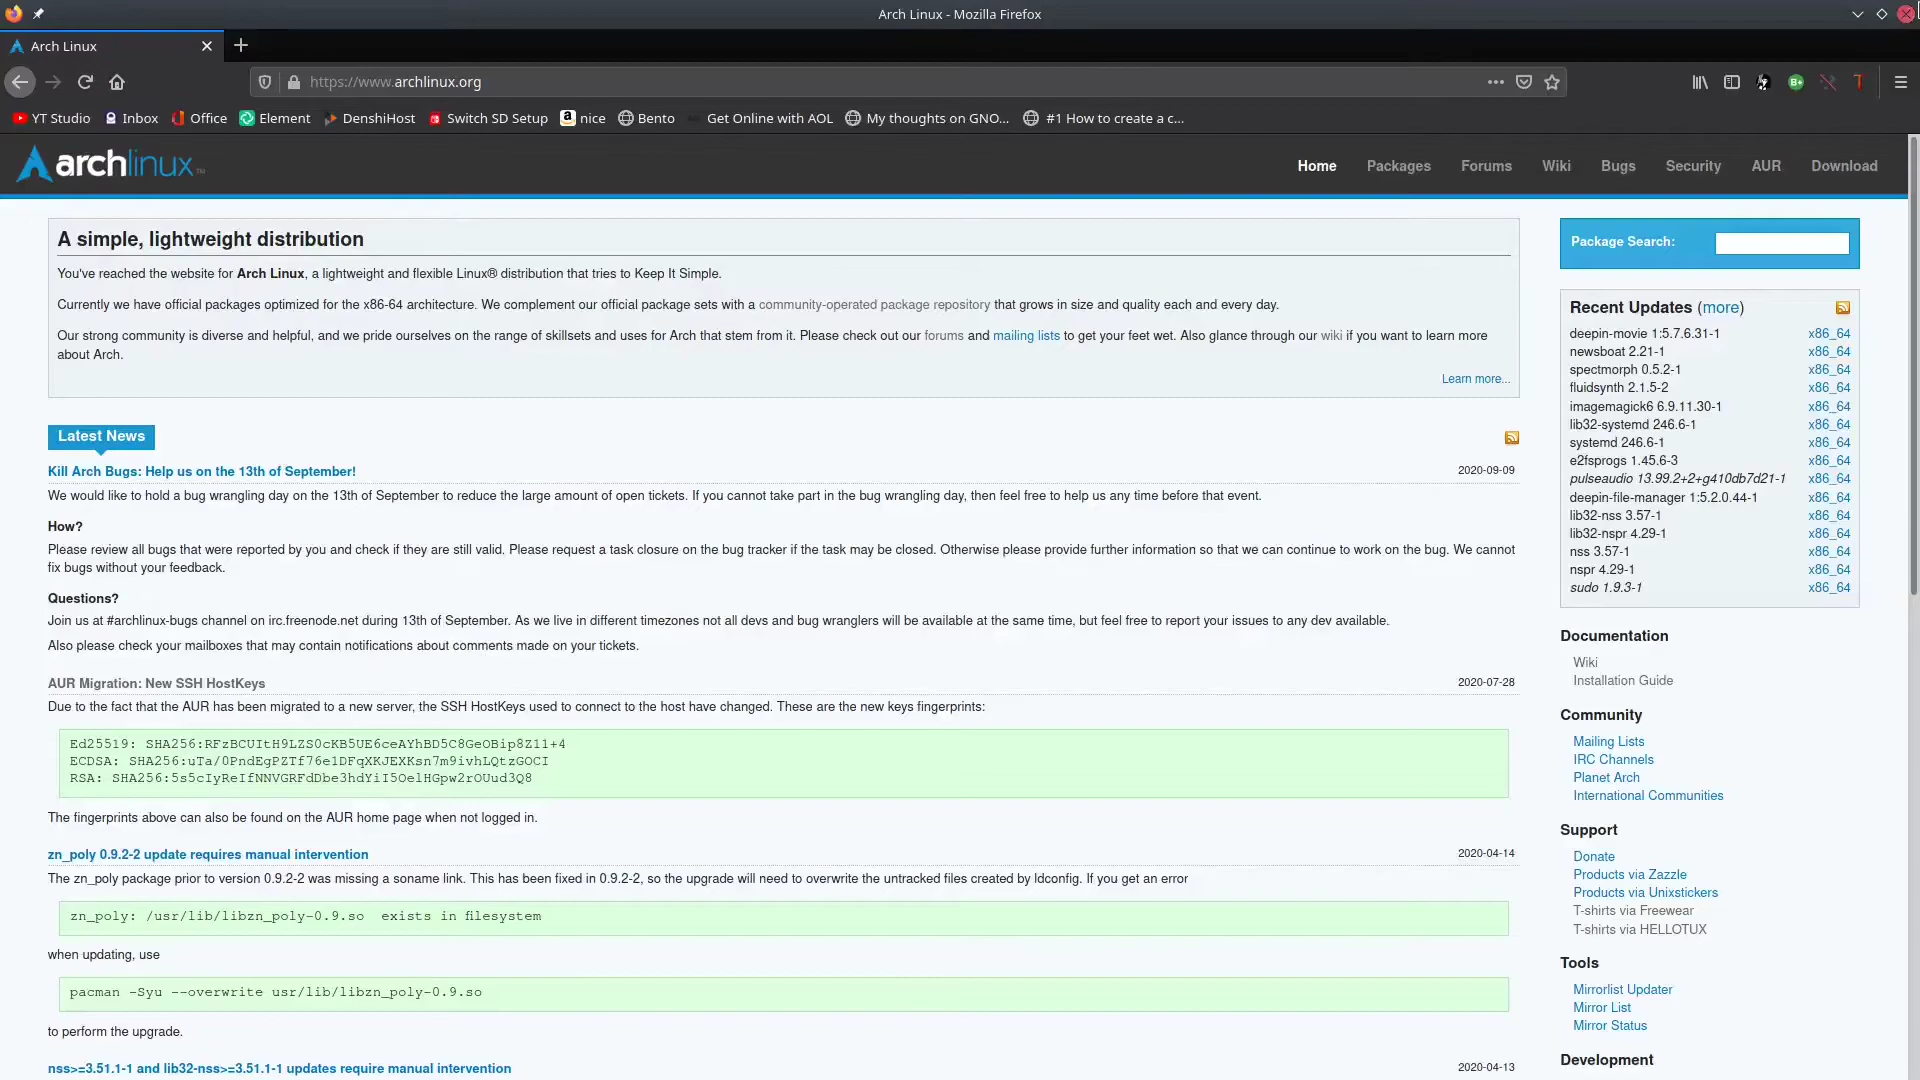 Arch Linux - Mozilla Firefox
Arch Linux
https://www.archlinux.org
YT Studio Inbox Office Element DenshiHost Switch SD Setup nice Bento Get Online with AOL My thoughts on GNO... #1 How to create a c...
archlinux™
Home Packages Forums Wiki Bugs Security AUR Download
A simple, lightweight distribution
You've reached the website for Arch Linux, a lightweight and flexible Linux® distribution that tries to Keep It Simple.
Currently we have official packages optimized for the x86-64 architecture. We complement our official package sets with a community-operated package repository that grows in size and quality each and every day.
Our strong community is diverse and helpful, and we pride ourselves on the range of skillsets and uses for Arch that stem from it. Please check out our forums and mailing lists to get your feet wet. Also glance through our wiki if you want to learn more
about Arch.
Learn more...
Latest News
Kill Arch Bugs: Help us on the 13th of September! 2020-09-09
We would like to hold a bug wrangling day on the 13th of September to reduce the large amount of open tickets. If you cannot take part in the bug wrangling day, then feel free to help us any time before that event.
How?
Please review all bugs that were reported by you and check if they are still valid. Please request a task closure on the bug tracker if the task may be closed. Otherwise please provide further information so that we can continue to work on the bug. We cannot
fix bugs without your feedback.
Questions?
Join us at #archlinux-bugs channel on irc.freenode.net during 13th of September. As we live in different timezones not all devs and bug wranglers will be available at the same time, but feel free to report your issues to any dev available.
Also please check your mailboxes that may contain notifications about comments made on your tickets.
AUR Migration: New SSH HostKeys 2020-07-28
Due to the fact that the AUR has been migrated to a new server, the SSH HostKeys used to connect to the host have changed. These are the new keys fingerprints:
Ed25519: SHA256:RFzBCUItH9LZS0cKB5UE6ceAYhBD5C8GeOBip8Z11+4
ECDSA: SHA256:uTa/0PndEgPZTf76e1DFqXKJEXKsn7m9ivhLQtzGOCI
RSA: SHA256:5s5cIyReIfNNVGRFdDbe3hdYiI5OelHGpw2rOUud3Q8
The fingerprints above can also be found on the AUR home page when not logged in.
zn_poly 0.9.2-2 update requires manual intervention 2020-04-14
The zn_poly package prior to version 0.9.2-2 was missing a soname link. This has been fixed in 0.9.2-2, so the upgrade will need to overwrite the untracked files created by ldconfig. If you get an error
zn_poly: /usr/lib/libzn_poly-0.9.so  exists in filesystem
when updating, use
pacman -Syu --overwrite usr/lib/libzn_poly-0.9.so
to perform the upgrade.
nss>=3.51.1-1 and lib32-nss>=3.51.1-1 updates require manual intervention 2020-04-13
Package Search:
Recent Updates (more)
deepin-movie 1:5.7.6.31-1 x86_64
newsboat 2.21-1 x86_64
spectmorph 0.5.2-1 x86_64
fluidsynth 2.1.5-2 x86_64
imagemagick6 6.9.11.30-1 x86_64
lib32-systemd 246.6-1 x86_64
systemd 246.6-1 x86_64
e2fsprogs 1.45.6-3 x86_64
pulseaudio 13.99.2+2+g410db7d21-1 x86_64
deepin-file-manager 1:5.2.0.44-1 x86_64
lib32-nss 3.57-1 x86_64
lib32-nspr 4.29-1 x86_64
nss 3.57-1 x86_64
nspr 4.29-1 x86_64
sudo 1.9.3-1 x86_64
Documentation
Wiki
Installation Guide
Community
Mailing Lists
IRC Channels
Planet Arch
International Communities
Support
Donate
Products via Zazzle
Products via Unixstickers
T-shirts via Freewear
T-shirts via HELLOTUX
Tools
Mirrorlist Updater
Mirror List
Mirror Status
Development